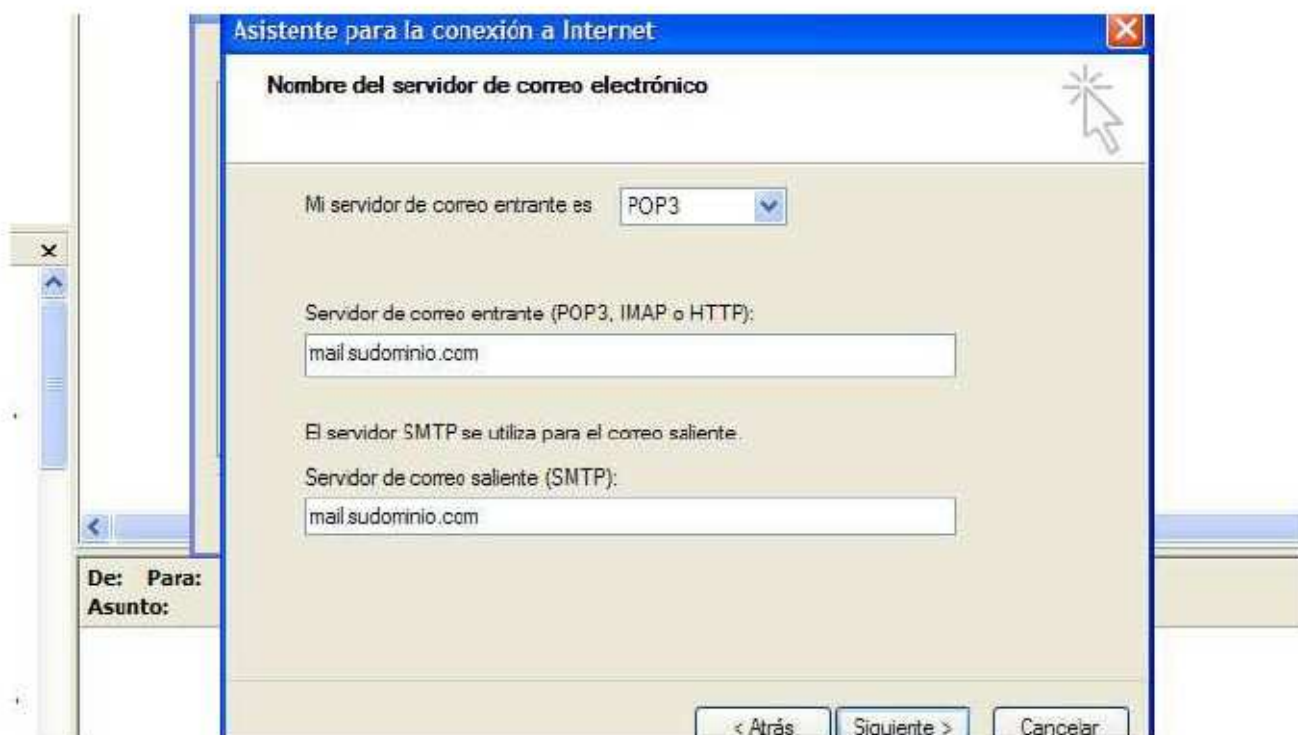 Asistente para la conexión a Internet
Nombre del servidor de correo electrónico
Mi servidor de correo entrante es POP3
Servidor de correo entrante (POP3, IMAP o HTTP):
mail.sudominio.com
El servidor SMTP se utiliza para el correo saliente.
Servidor de correo saliente (SMTP):
mail.sudominio.com
De: Para:
Asunto:
< Atrás Siguiente > Cancelar